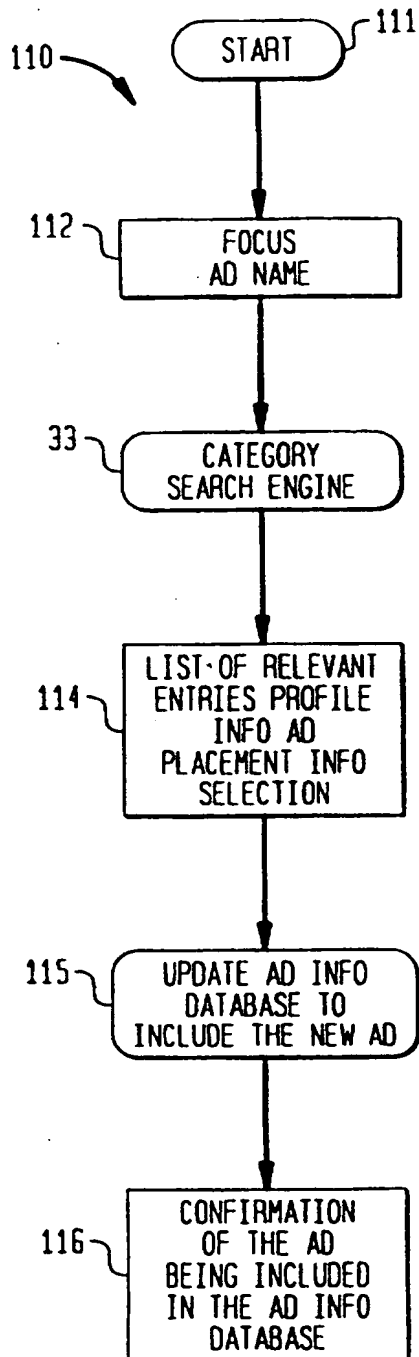 110
START
111
112
FOCUS
AD NAME
33
CATEGORY
SEARCH ENGINE
114
LIST OF RELEVANT
ENTRIES PROFILE
INFO AD
PLACEMENT INFO
SELECTION
115
UPDATE AD INFO
DATABASE TO
INCLUDE THE NEW AD
116
CONFIRMATION
OF THE AD
BEING INCLUDED
IN THE AD INFO
DATABASE